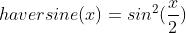 haversine(x) = sin²(x/2)